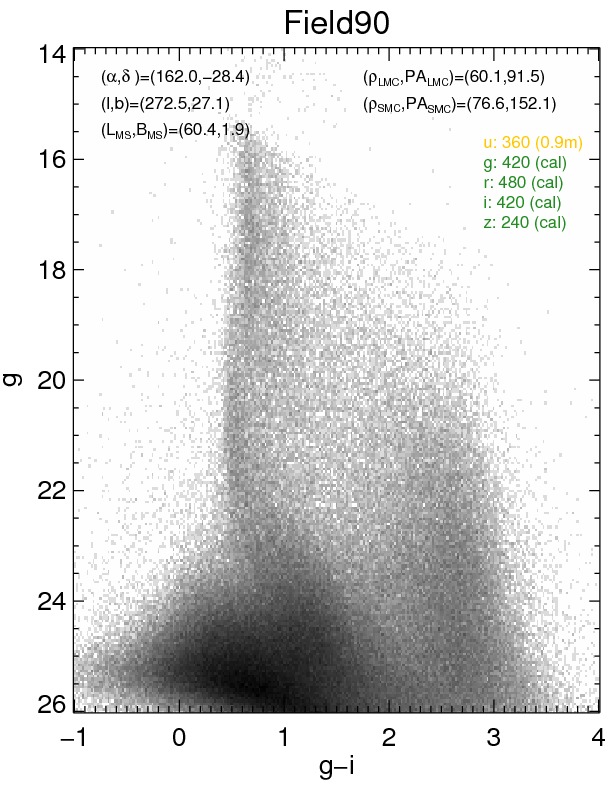 Field90
(α,δ)=(162.0,−28.4)
(ρLMC,PALMC)=(60.1,91.5)
(l,b)=(272.5,27.1)
(ρSMC,PASMC)=(76.6,152.1)
(LMS,BMS)=(60.4,1.9)
u: 360 (0.9m)
g: 420 (cal)
r: 480 (cal)
i: 420 (cal)
z: 240 (cal)
14
16
18
20
22
24
26
g
−1 0 1 2 3 4
g−i